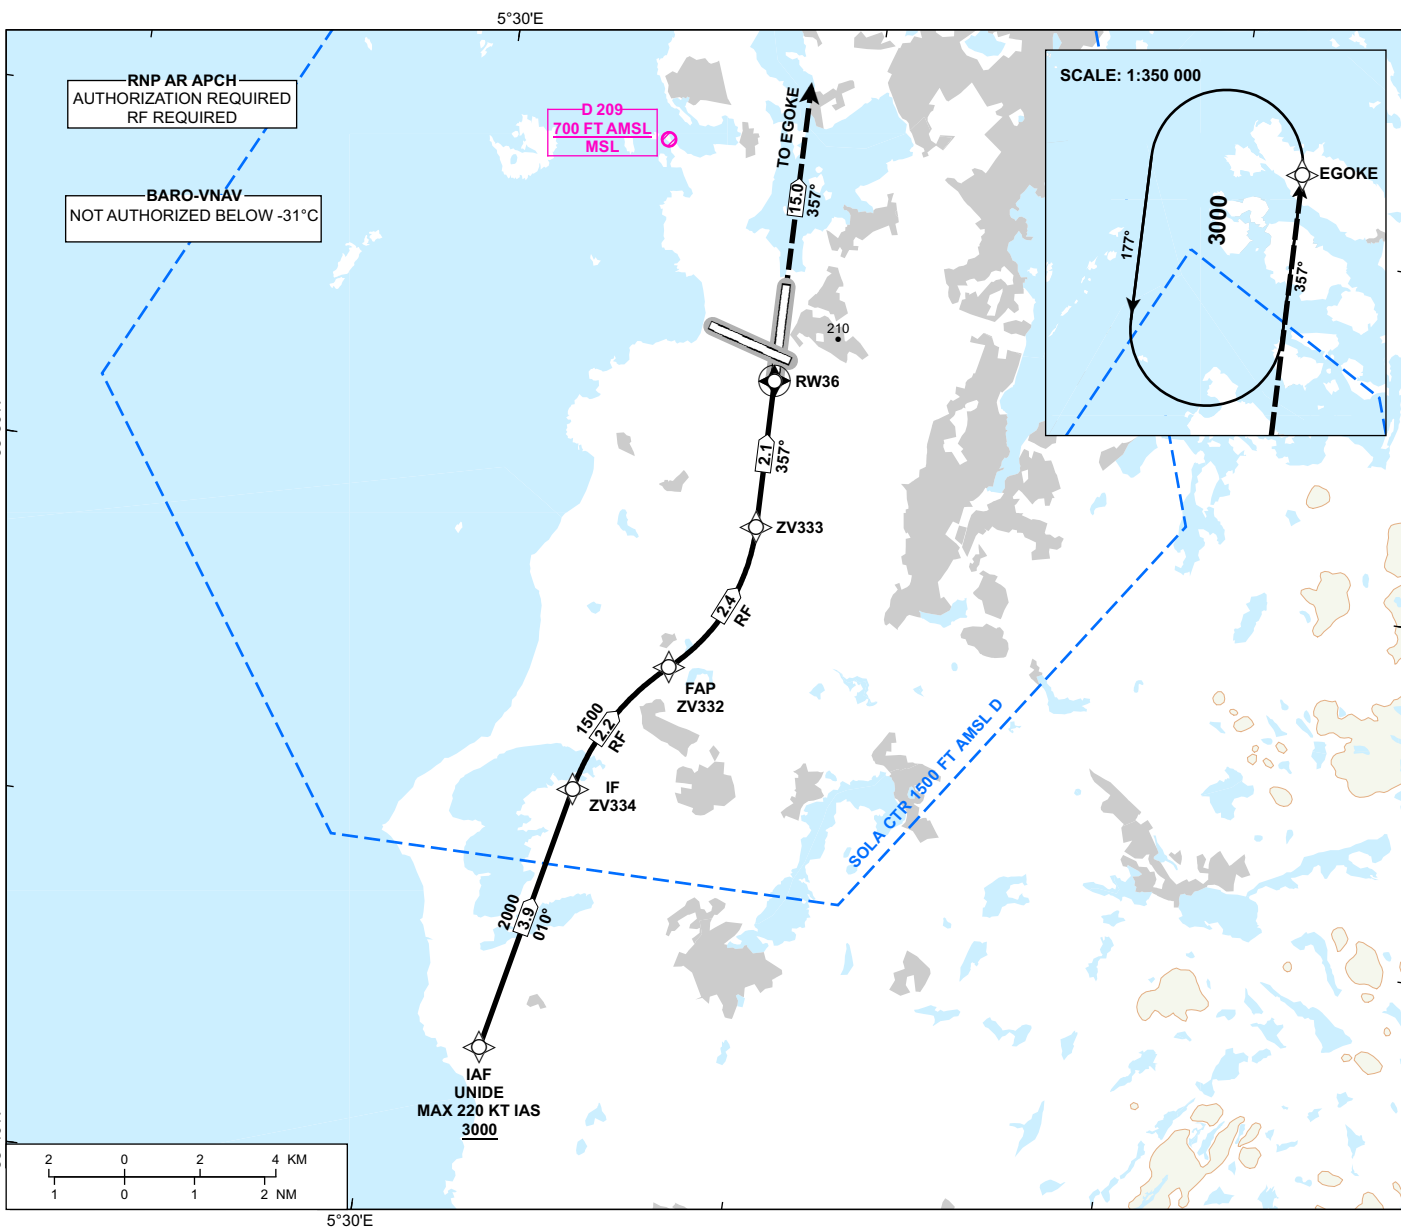 5°30'E
RNP AR APCH
AUTHORIZATION REQUIRED
RF REQUIRED
BARO-VNAV
NOT AUTHORIZED BELOW -31°C
D 209
700 FT AMSL
MSL
TO EGOKE
15.0
357°
SCALE: 1:350 000
EGOKE
3000
177°
357°
210
RW36
2.1
357°
ZV333
2.4
RF
FAP
ZV332
1500
2.2
RF
IF
ZV334
SOLA CTR 1500 FT AMSL D
2000
3.9
010°
IAF
UNIDE
MAX 220 KT IAS
3000
2 0 2 4 KM
1 0 1 2 NM
5°30'E